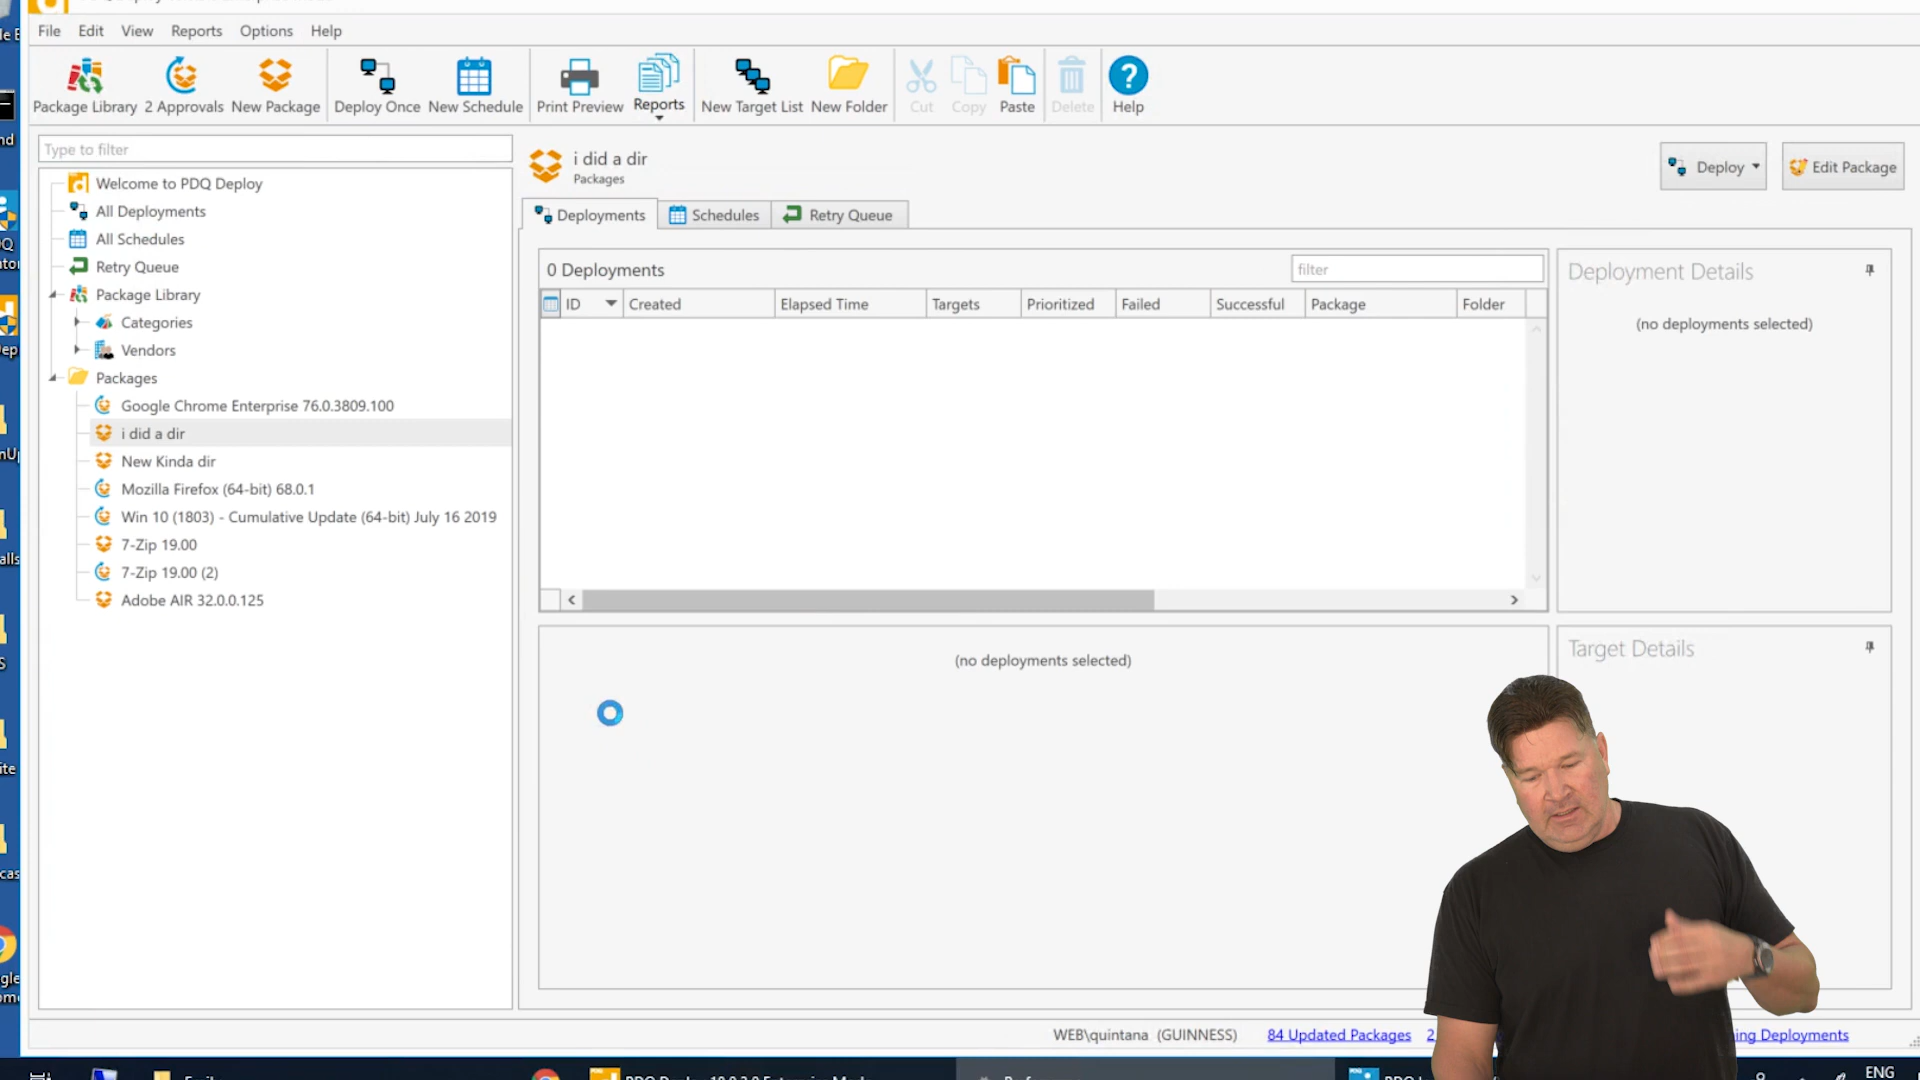 File Edit View Reports Options Help
Package Library 2 Approvals New Package Deploy Once New Schedule Print Preview Reports New Target List New Folder Cut Copy Paste Delete Help
Type to filter
Welcome to PDQ Deploy
All Deployments
All Schedules
Retry Queue
Package Library
Categories
Vendors
Packages
Google Chrome Enterprise 76.0.3809.100
i did a dir
New Kinda dir
Mozilla Firefox (64-bit) 68.0.1
Win 10 (1803) - Cumulative Update (64-bit) July 16 2019
7-Zip 19.00
7-Zip 19.00 (2)
Adobe AIR 32.0.0.125
i did a dir
Packages
Deploy Edit Package
Deployments Schedules Retry Queue
0 Deployments filter
ID Created Elapsed Time Targets Prioritized Failed Successful Package Folder
(no deployments selected)
Deployment Details
(no deployments selected)
Target Details
WEB\quintana (GUINNESS) 84 Updated Packages 2 ing Deployments
ENG